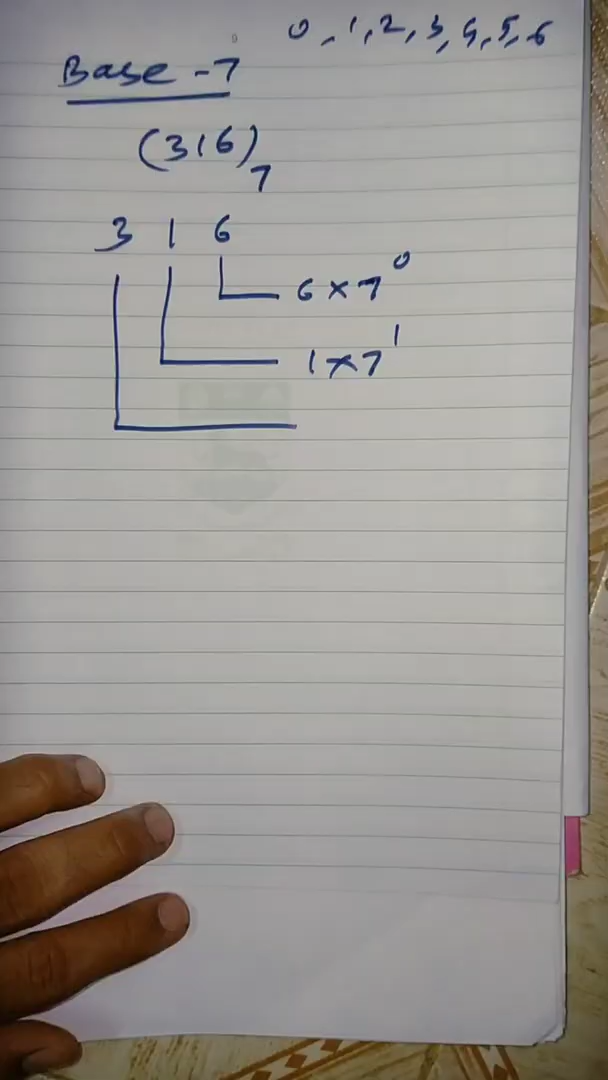 0, 1, 2, 3, 4, 5, 6
Base - 7
(316)₇
3 1 6
6 × 7⁰
1 × 7¹